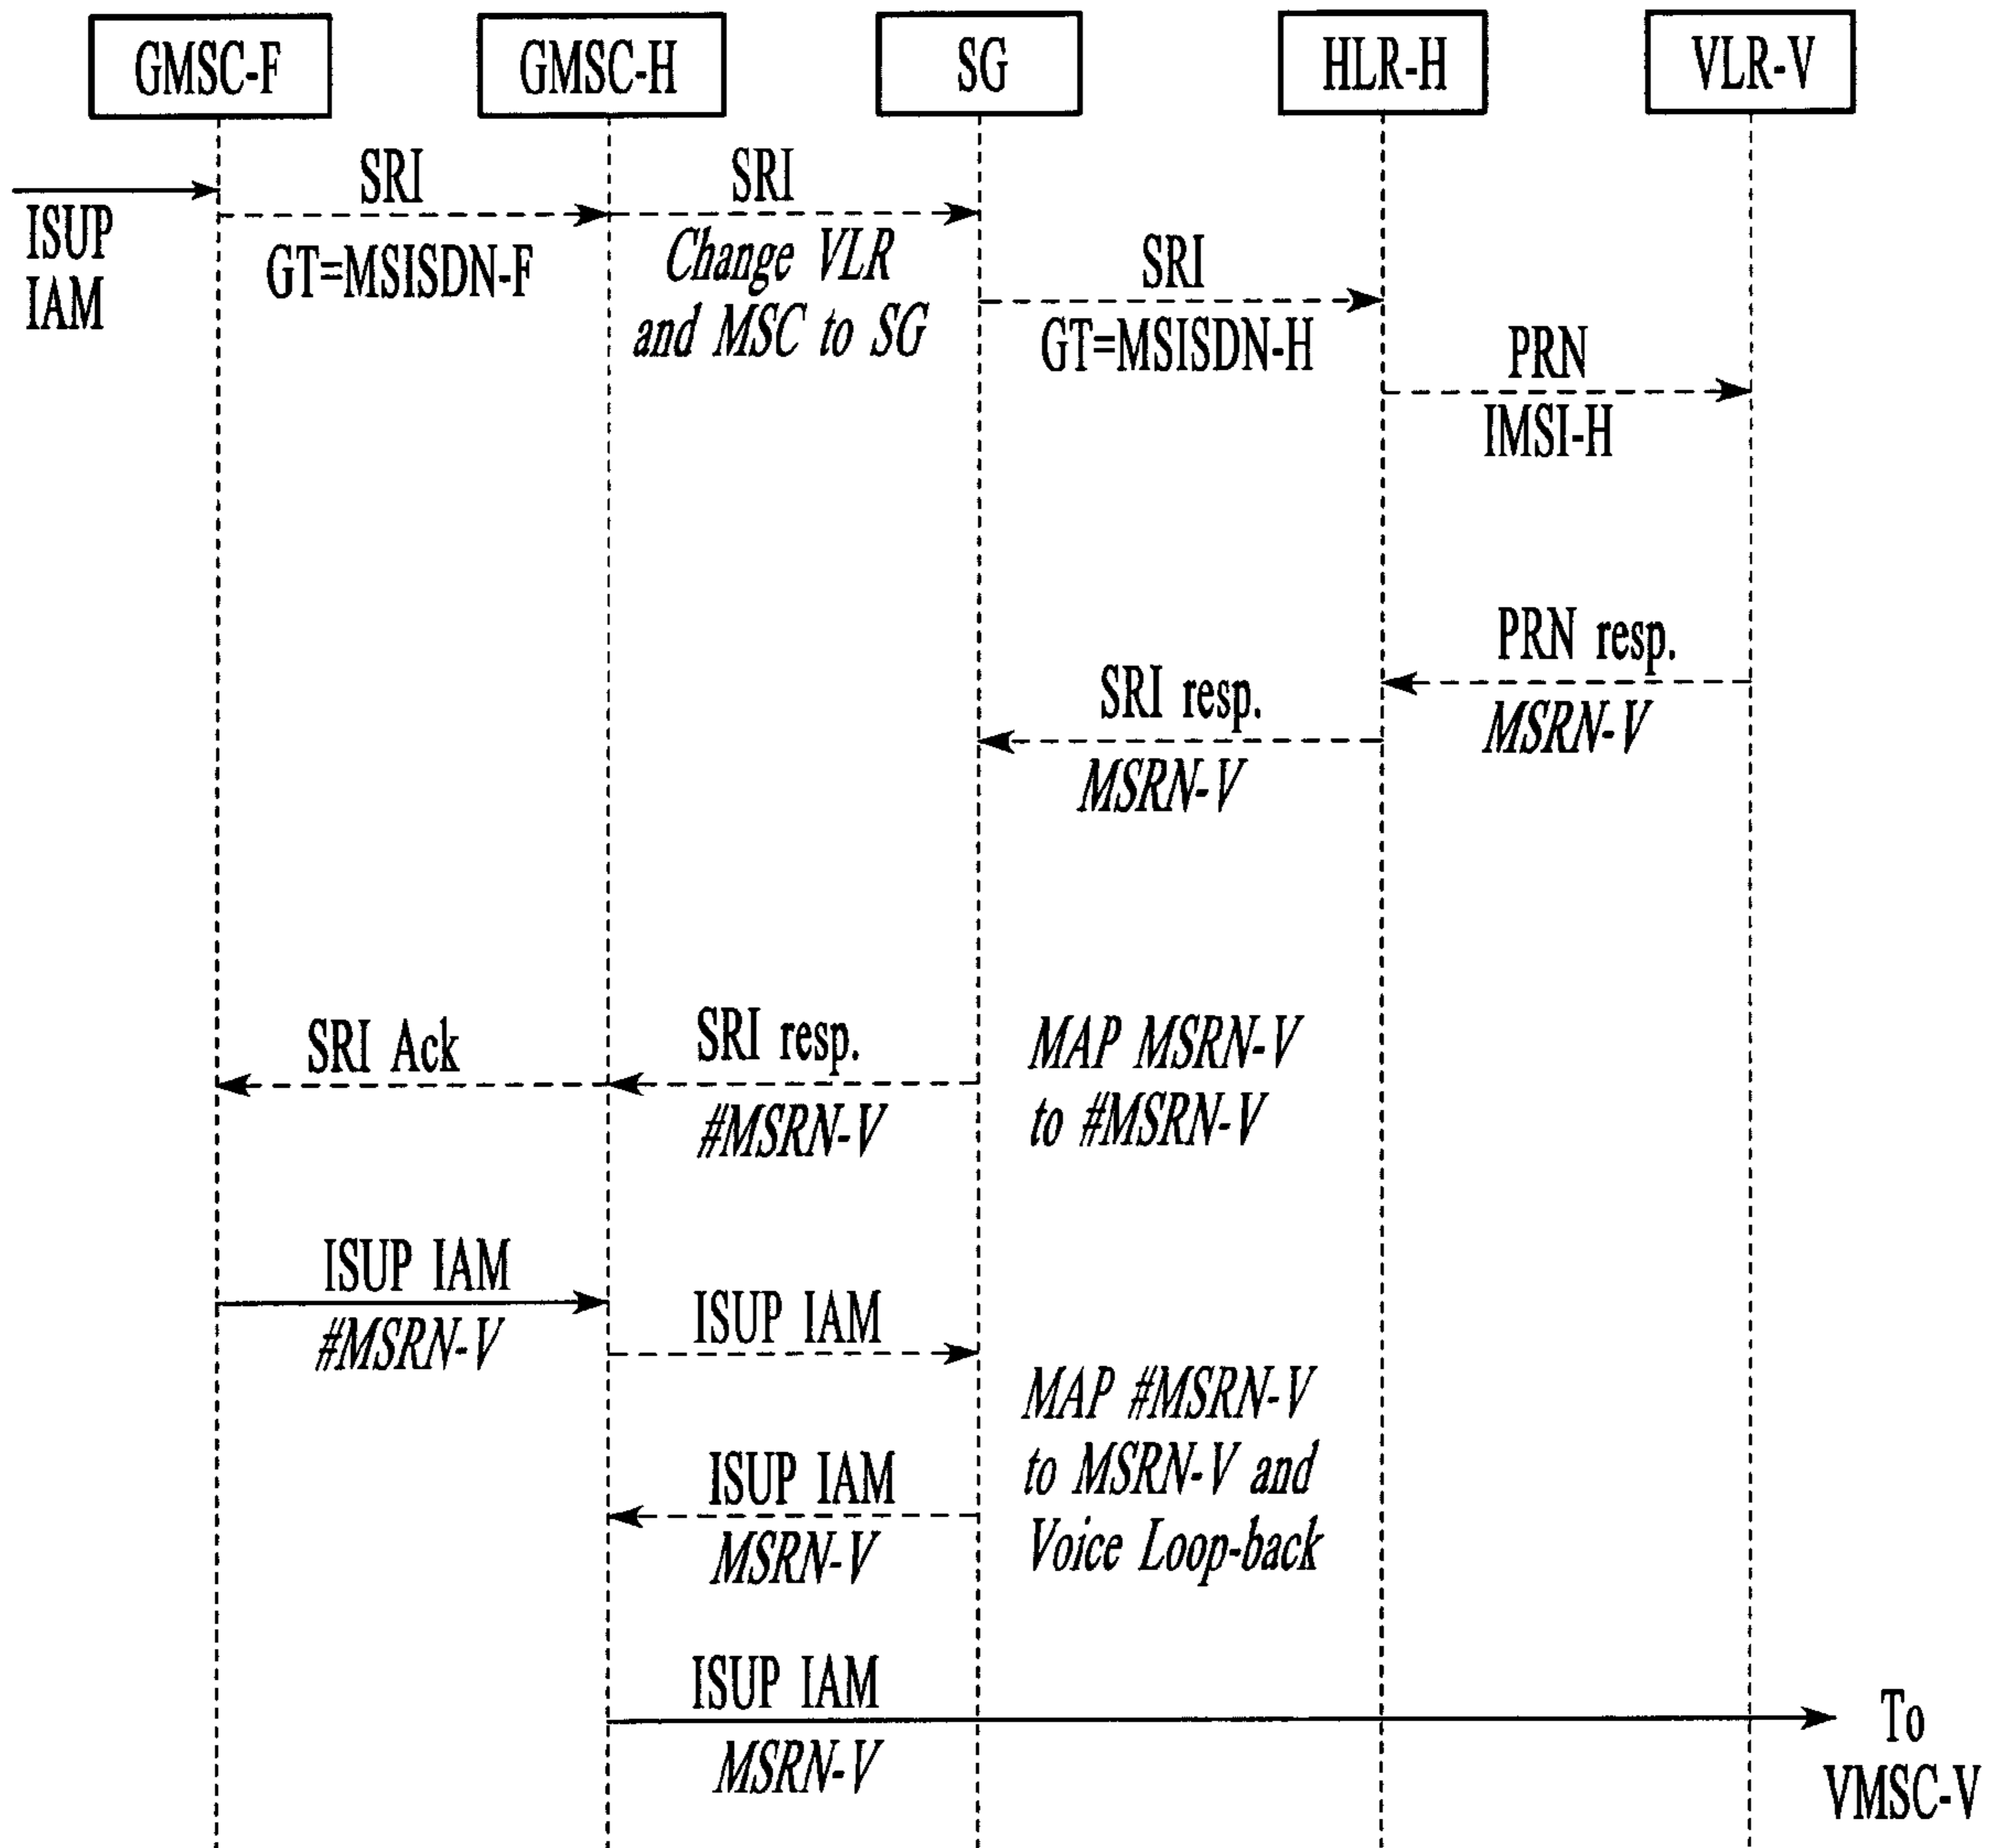 GMSC-F
GMSC-H
SG
HLR-H
VLR-V
ISUP
IAM
SRI
GT=MSISDN-F
SRI
Change VLR
and MSC to SG
SRI
GT=MSISDN-H
PRN
IMSI-H
PRN resp.
MSRN-V
SRI resp.
MSRN-V
SRI Ack
SRI resp.
#MSRN-V
MAP MSRN-V
to #MSRN-V
ISUP IAM
#MSRN-V
ISUP IAM
MAP #MSRN-V
to MSRN-V and
Voice Loop-back
ISUP IAM
MSRN-V
ISUP IAM
MSRN-V
To
VMSC-V